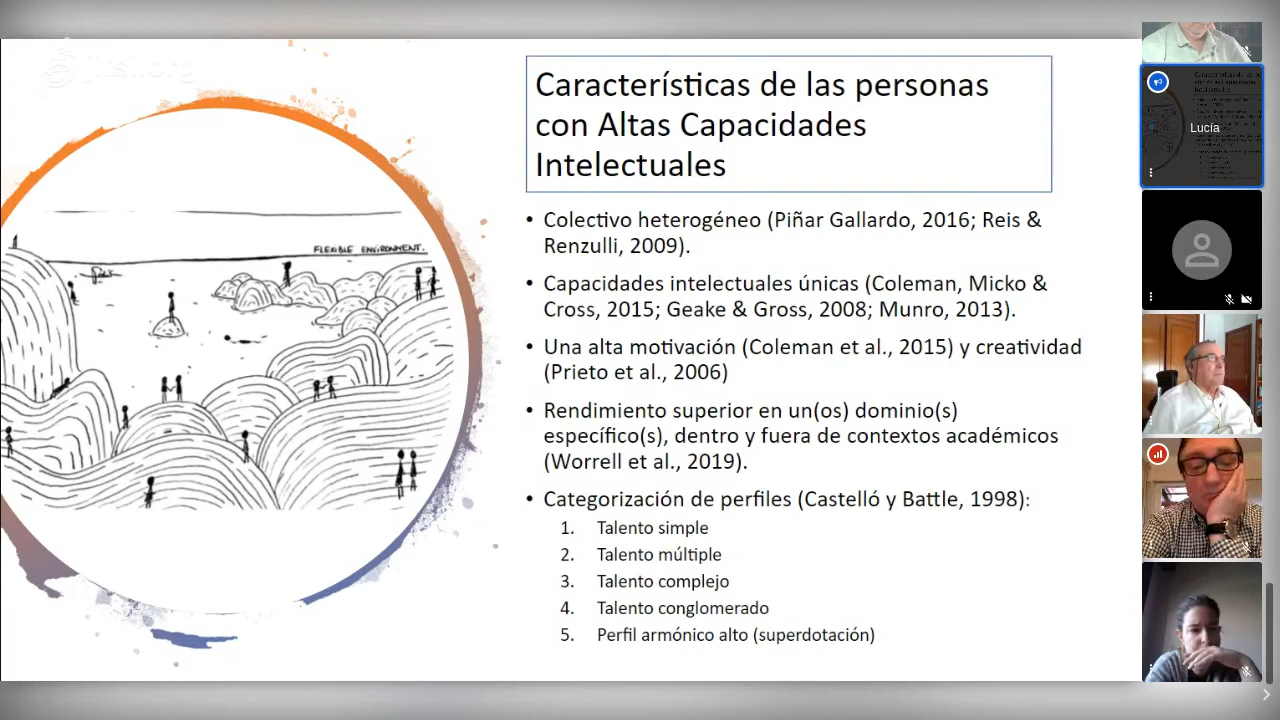 jitsi.org
Características de las personas
con Altas Capacidades
Intelectuales
FLEXIBLE ENVIRONMENT.
• Colectivo heterogéneo (Piñar Gallardo, 2016; Reis &
Renzulli, 2009).
• Capacidades intelectuales únicas (Coleman, Micko &
Cross, 2015; Geake & Gross, 2008; Munro, 2013).
• Una alta motivación (Coleman et al., 2015) y creatividad
(Prieto et al., 2006)
• Rendimiento superior en un(os) dominio(s)
específico(s), dentro y fuera de contextos académicos
(Worrell et al., 2019).
• Categorización de perfiles (Castelló y Battle, 1998):
1. Talento simple
2. Talento múltiple
3. Talento complejo
4. Talento conglomerado
5. Perfil armónico alto (superdotación)
Lucía